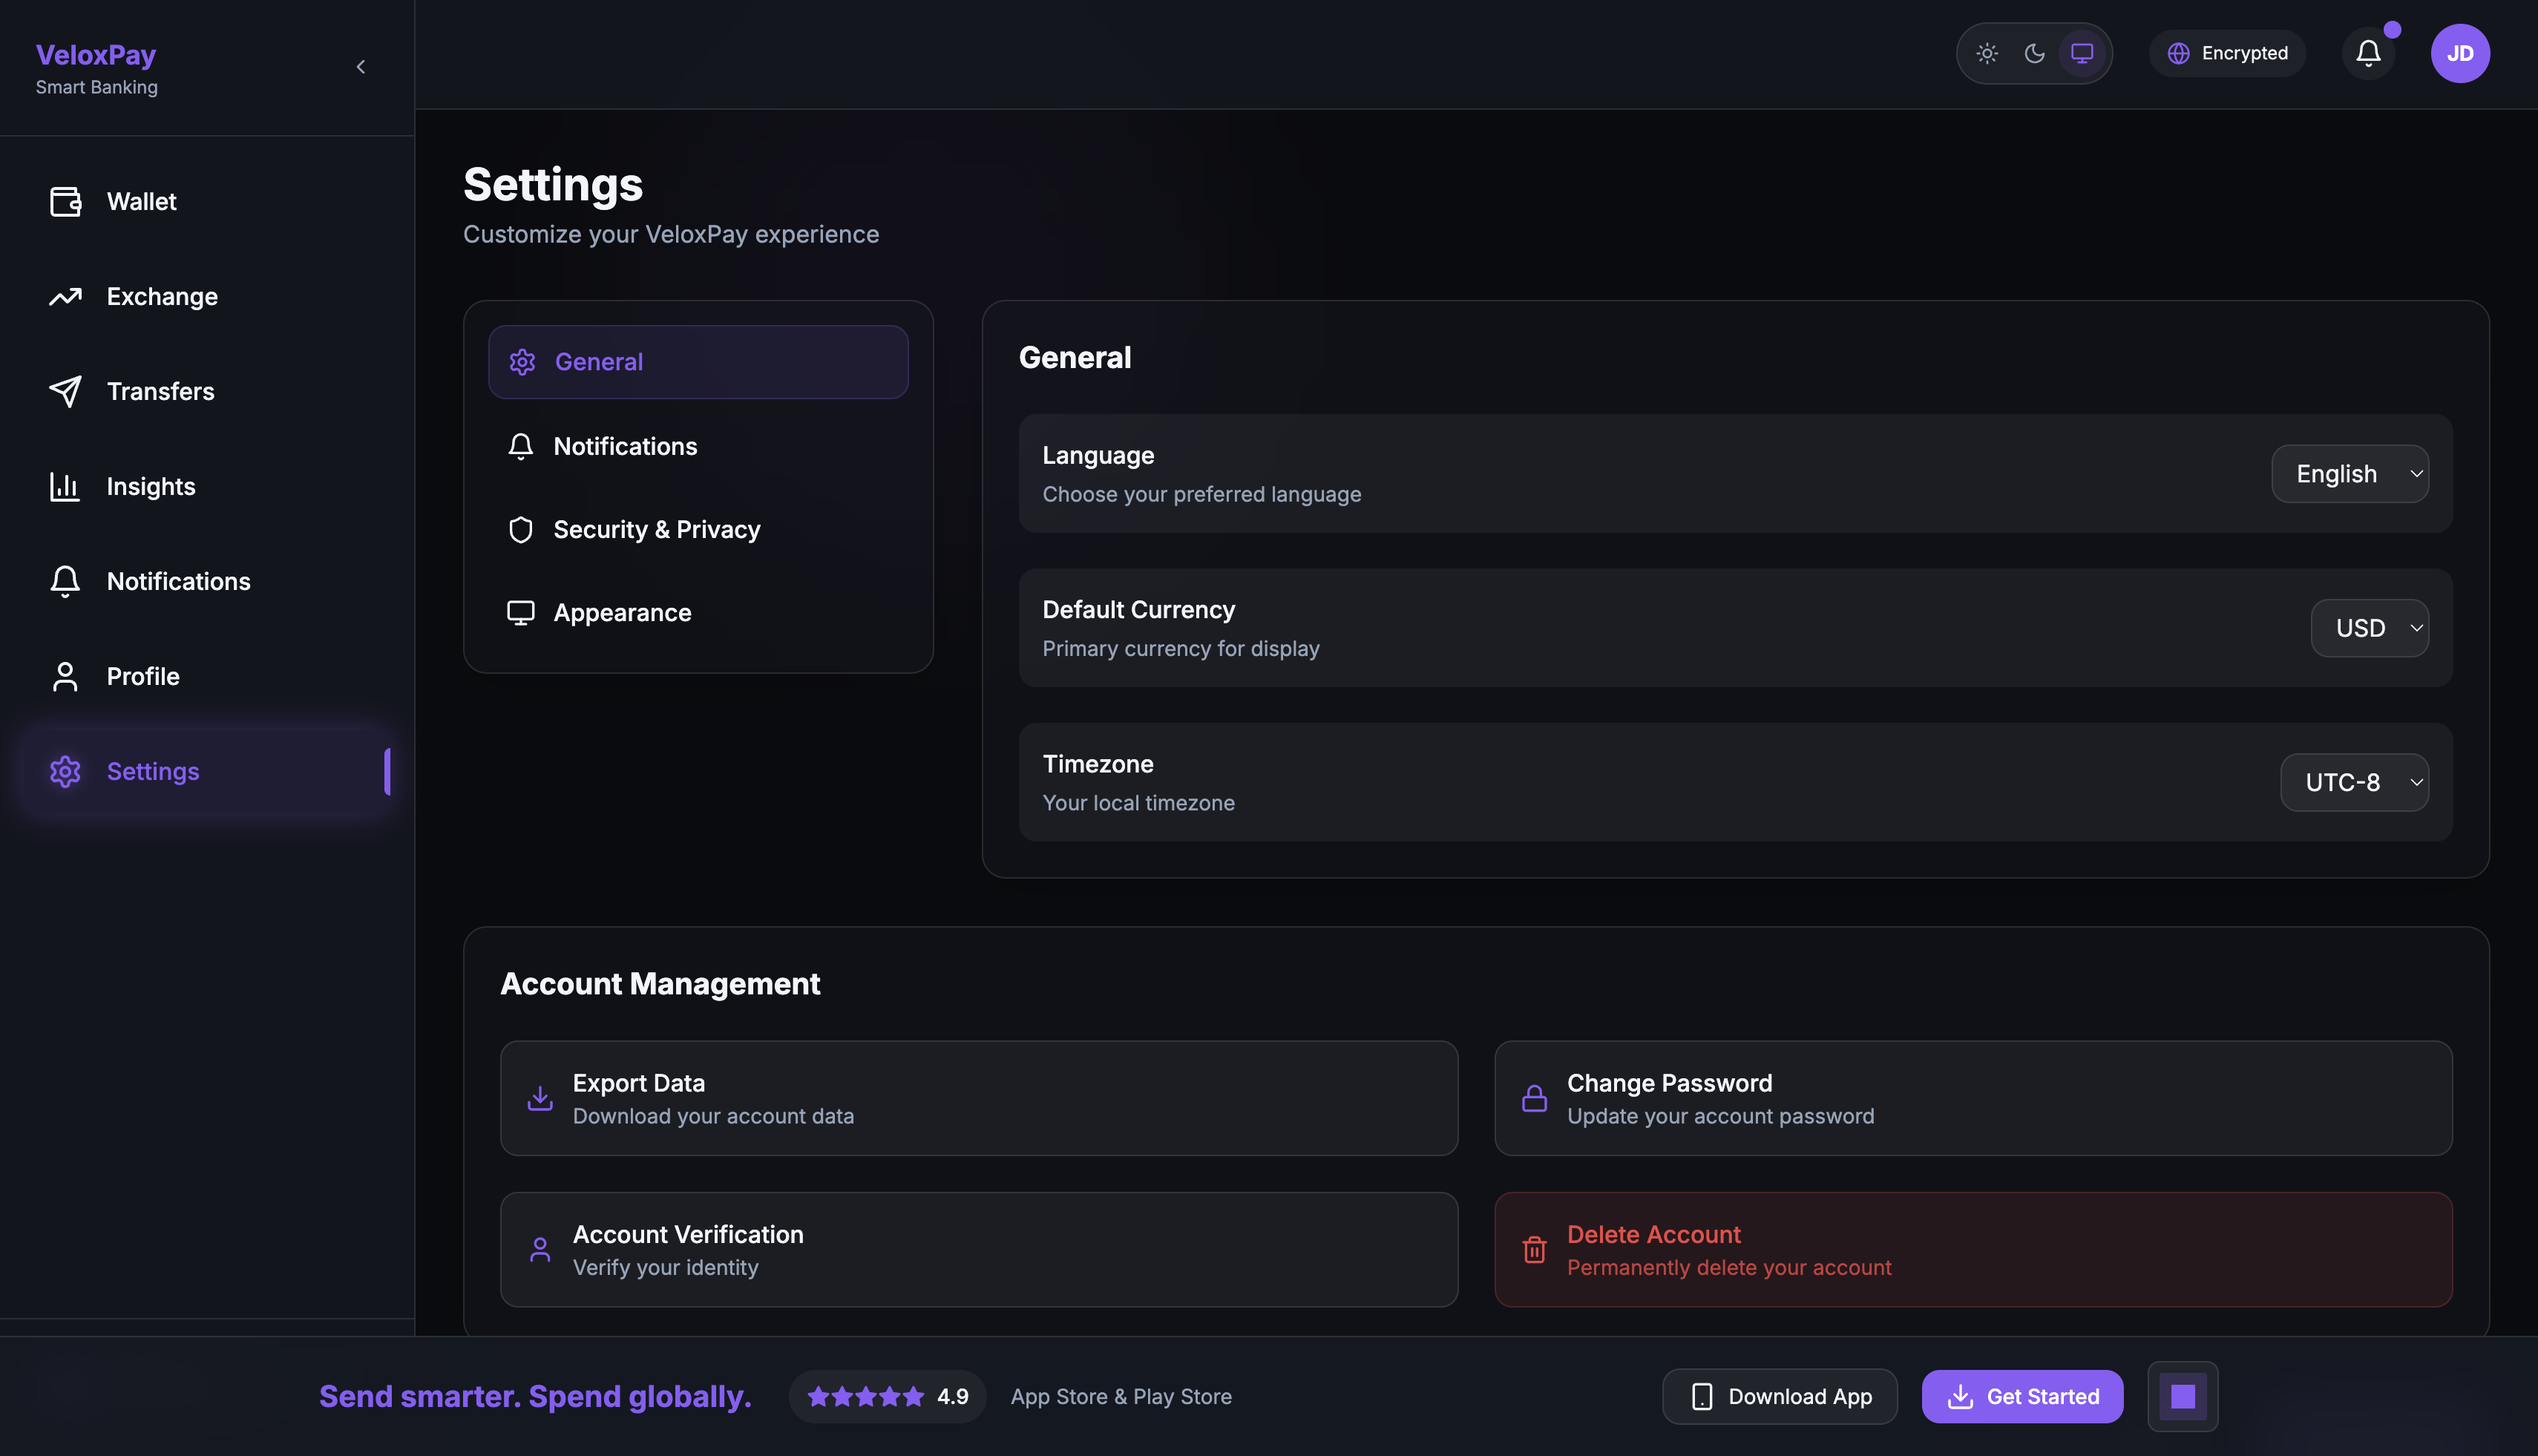 VeloxPay
Smart Banking
Wallet
Exchange
Transfers
Insights
Notifications
Profile
Settings
Encrypted
JD
Settings
Customize your VeloxPay experience
General
Notifications
Security & Privacy
Appearance
General
Language
Choose your preferred language
English
Default Currency
Primary currency for display
USD
Timezone
Your local timezone
UTC-8
Account Management
Export Data
Download your account data
Change Password
Update your account password
Account Verification
Verify your identity
Delete Account
Permanently delete your account
Send smarter. Spend globally.
4.9
App Store & Play Store
Download App
Get Started